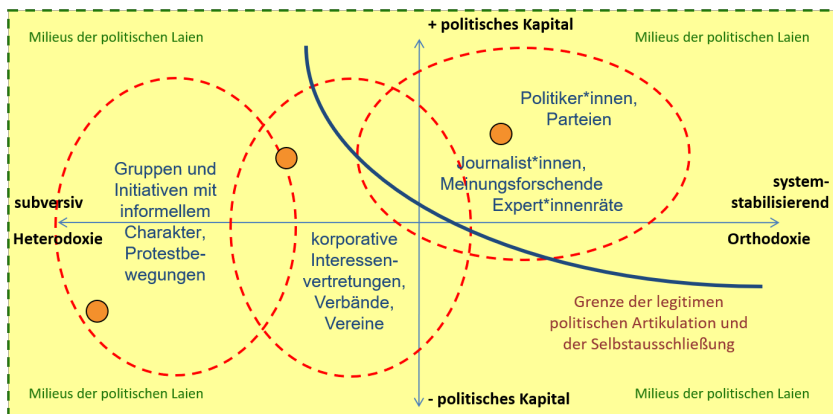 Milieus der politischen Laien
+ politisches Kapital
Milieus der politischen Laien
Politiker*innen,
Parteien
Journalist*innen,
Meinungsforschende
Expert*innenräte
Gruppen und
Initiativen mit
informellem
Charakter,
Protestbe-
wegungen
subversiv
Heterodoxie
system-
stabilisierend
Orthodoxie
korporative
Interessen-
vertretungen,
Verbände,
Vereine
Grenze der legitimen
politischen Artikulation und
der Selbstausschließung
Milieus der politischen Laien
- politisches Kapital
Milieus der politischen Laien